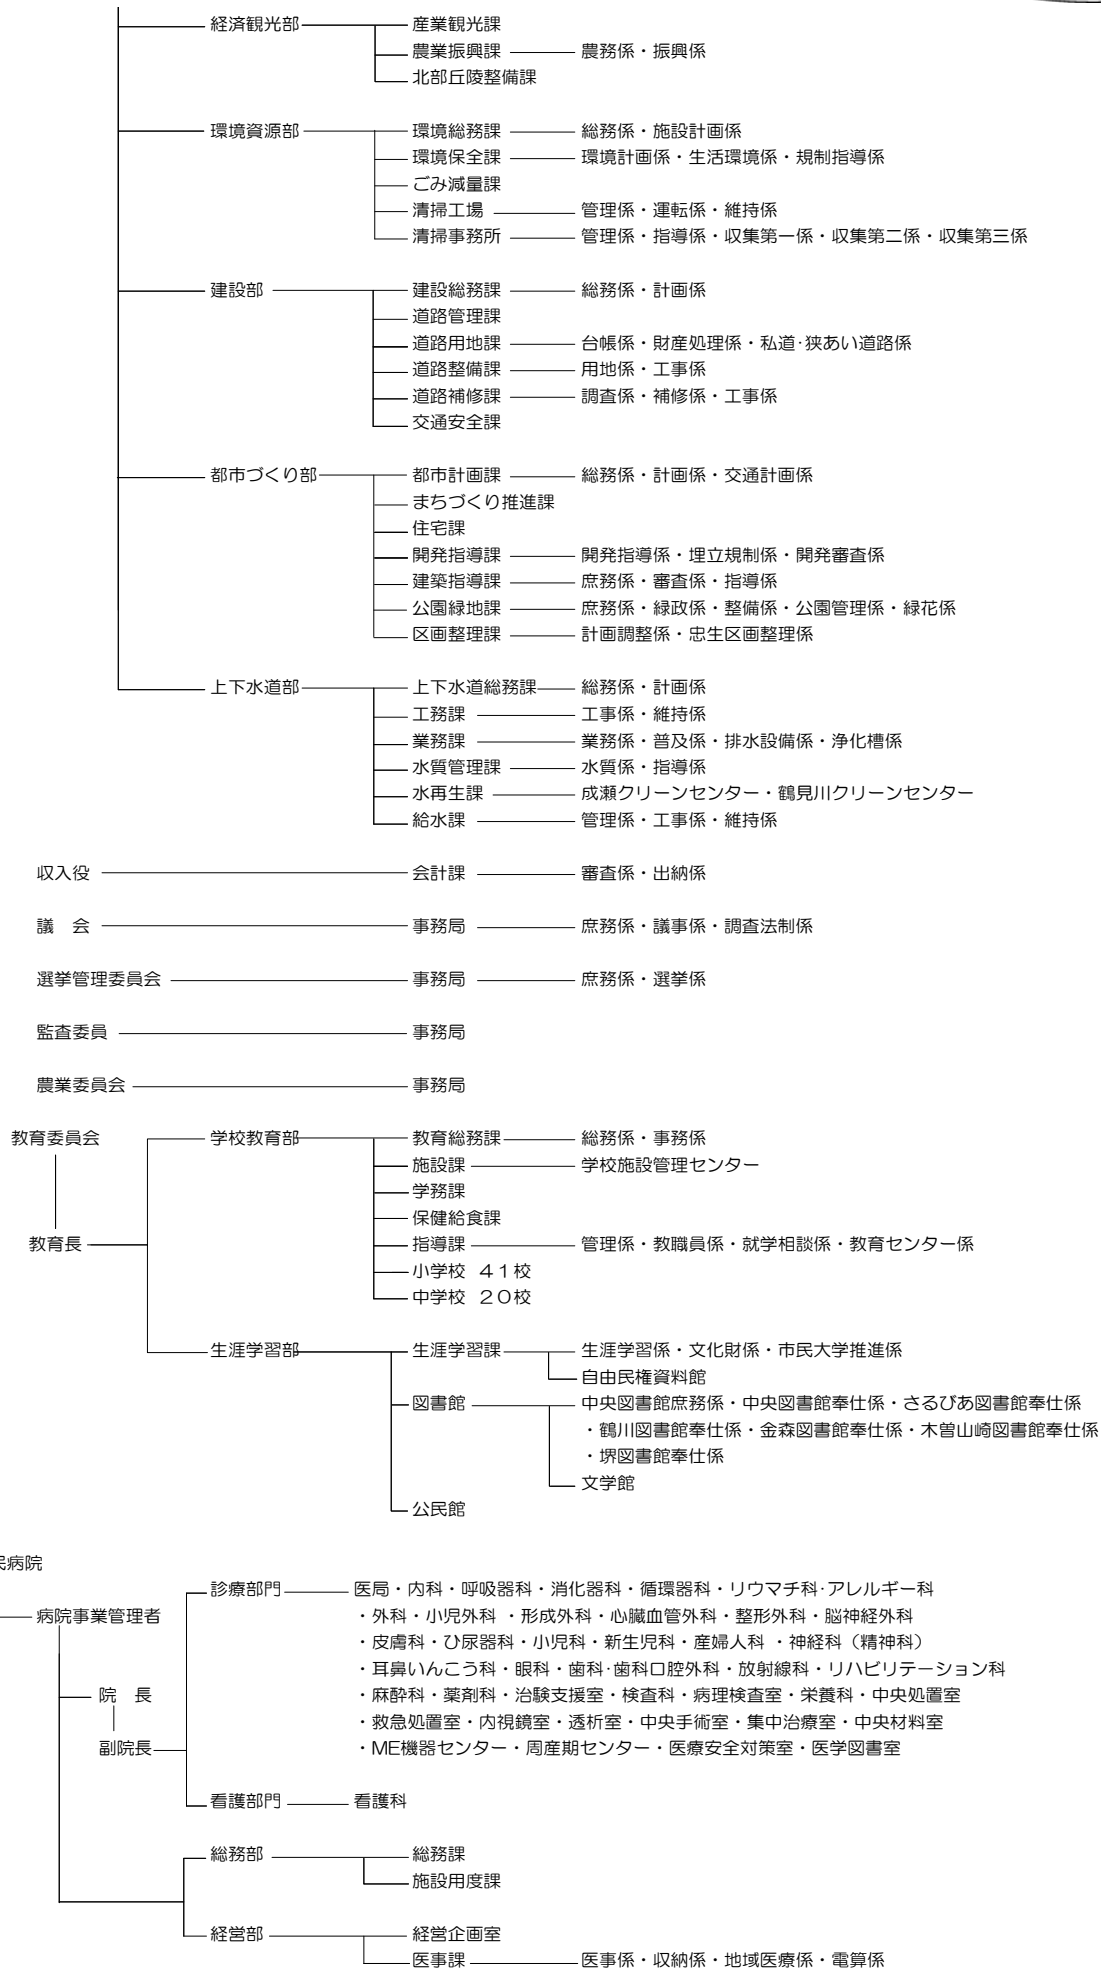 経済観光部 産業観光課
農業振興課 農務係・振興係
北部丘陵整備課
環境資源部 環境総務課 総務係・施設計画係
環境保全課 環境計画係・生活環境係・規制指導係
ごみ減量課
清掃工場 管理係・運転係・維持係
清掃事務所 管理係・指導係・収集第一係・収集第二係・収集第三係
建設部 建設総務課 総務係・計画係
道路管理課
道路用地課 台帳係・財産処理係・私道・狭あい道路係
道路整備課 用地係・工事係
道路補修課 調査係・補修係・工事係
交通安全課
都市づくり部 都市計画課 総務係・計画係・交通計画係
まちづくり推進課
住宅課
開発指導課 開発指導係・埋立規制係・開発審査係
建築指導課 庶務係・審査係・指導係
公園緑地課 庶務係・緑政係・整備係・公園管理係・緑花係
区画整理課 計画調整係・忠生区画整理係
上下水道部 上下水道総務課 総務係・計画係
工務課 工事係・維持係
業務課 業務係・普及係・排水設備係・浄化槽係
水質管理課 水質係・指導係
水再生課 成瀬クリーンセンター・鶴見川クリーンセンター
給水課 管理係・工事係・維持係
収入役 会計課 審査係・出納係
議　会 事務局 庶務係・議事係・調査法制係
選挙管理委員会 事務局 庶務係・選挙係
監査委員 事務局
農業委員会 事務局
教育委員会 学校教育部 教育総務課 総務係・事務係
施設課 学校施設管理センター
学務課
保健給食課
教育長 指導課 管理係・教職員係・就学相談係・教育センター係
小学校 ４１校
中学校 ２０校
生涯学習部 生涯学習課 生涯学習係・文化財係・市民大学推進係
自由民権資料館
図書館 中央図書館庶務係・中央図書館奉仕係・さるびあ図書館奉仕係
・鶴川図書館奉仕係・金森図書館奉仕係・木曽山崎図書館奉仕係
・堺図書館奉仕係
文学館
公民館
民病院
診療部門 医局・内科・呼吸器科・消化器科・循環器科・リウマチ科・アレルギー科
病院事業管理者 ・外科・小児外科 ・形成外科・心臓血管外科・整形外科・脳神経外科
・皮膚科・ひ尿器科・小児科・新生児科・産婦人科 ・神経科（精神科）
・耳鼻いんこう科・眼科・歯科・歯科口腔外科・放射線科・リハビリテーション科
院　長 ・麻酔科・薬剤科・治験支援室・検査科・病理検査室・栄養科・中央処置室
・救急処置室・内視鏡室・透析室・中央手術室・集中治療室・中央材料室
副院長 ・ME機器センター・周産期センター・医療安全対策室・医学図書室
看護部門 看護科
総務部 総務課
施設用度課
経営部 経営企画室
医事課 医事係・収納係・地域医療係・電算係